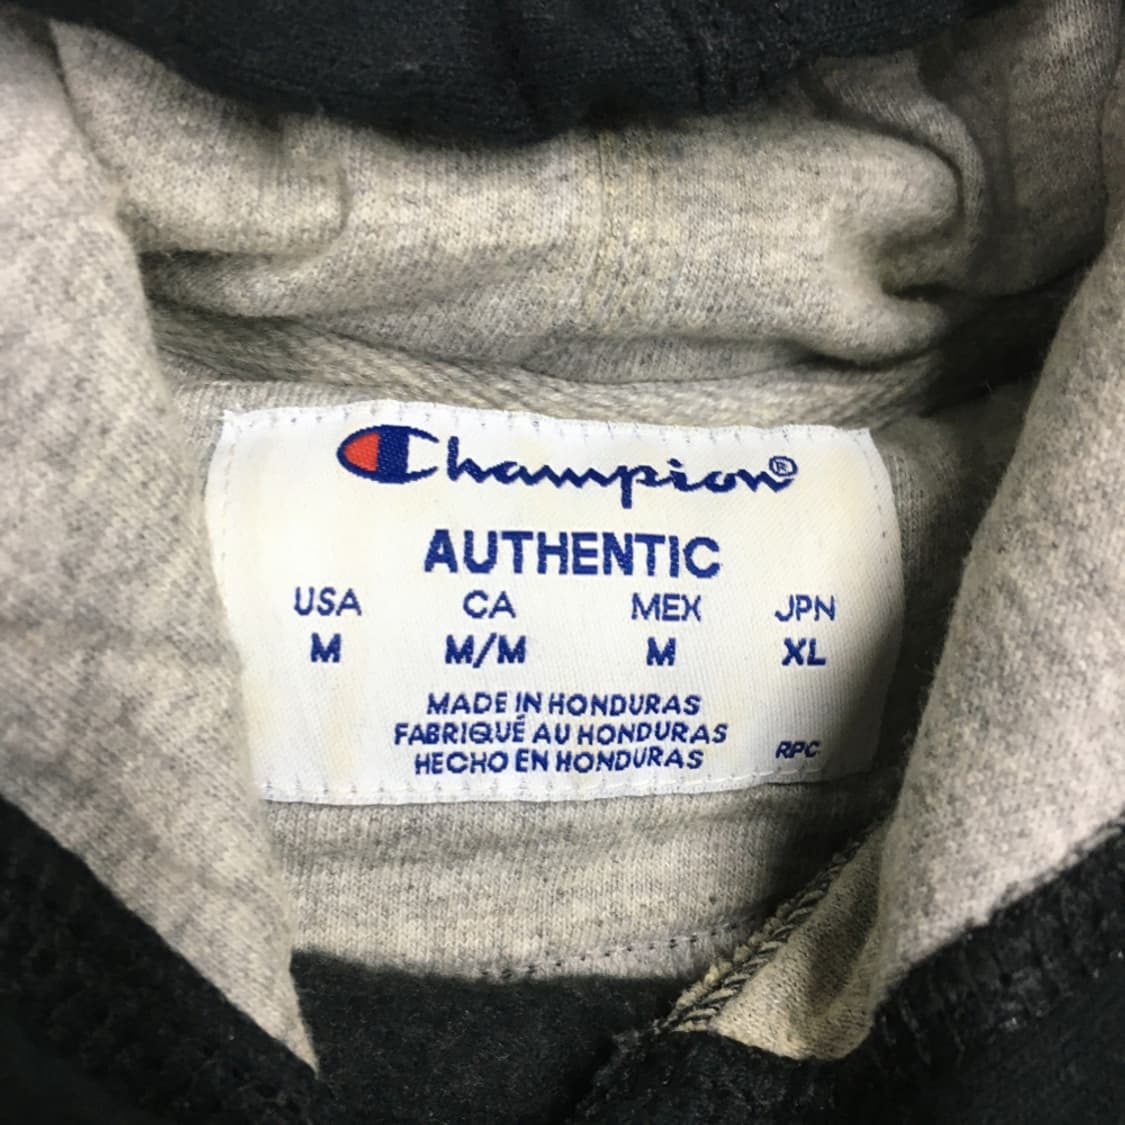 Champion®
AUTHENTIC
USA CA MEX JPN
M M/M M XL
MADE IN HONDURAS
FABRIQUÉ AU HONDURAS
HECHO EN HONDURAS
RPC